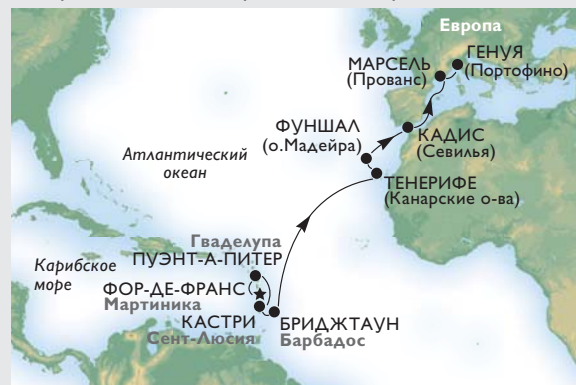 Европа
ГЕНУЯ
(Портофино)
МАРСЕЛЬ
(Прованс)
ФУНШАЛ
(о.Мадейра)
КАДИС
(Севилья)
Атлантический
океан
ТЕНЕРИФЕ
(Канарские о-ва)
Гваделупа
ПУЭНТ-А-ПИТЕР
Карибское
море
ФОР-ДЕ-ФРАНС
Мартиника
КАСТРИ
Сент-Люсия
БРИДЖТАУН
Барбадос